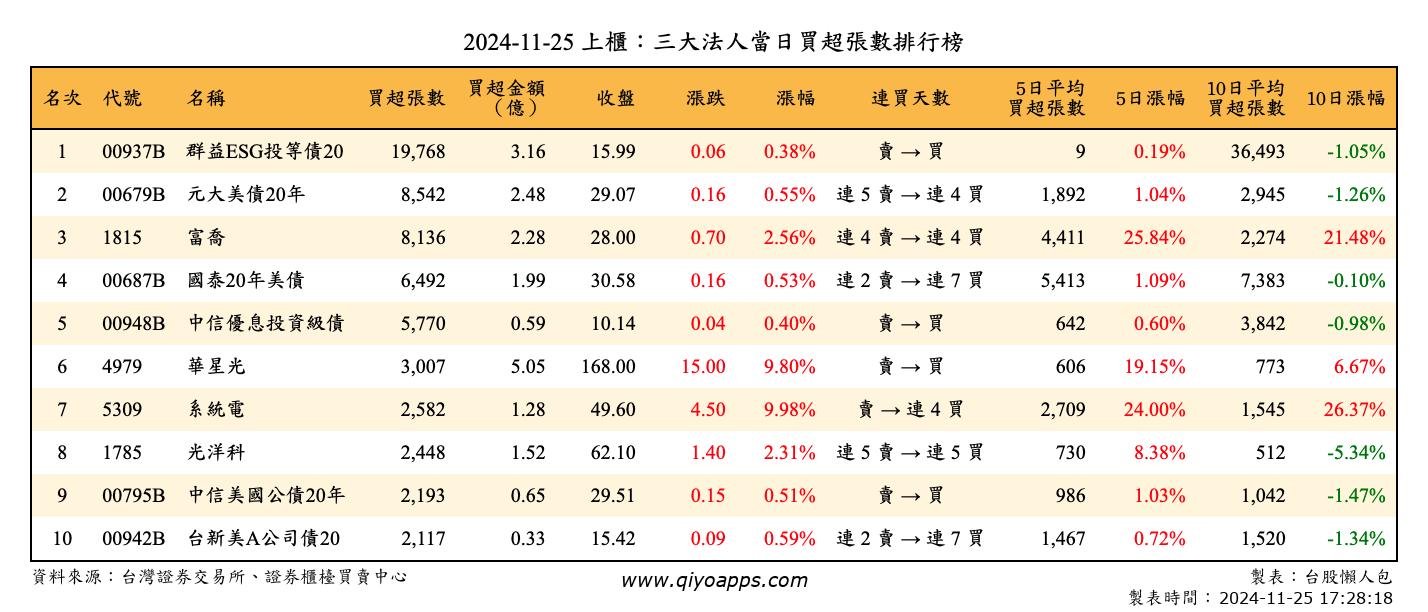 2024-11-25 上櫃：三大法人當日買超張數排行榜
名次 代號 名稱 買超張數 買超金額（億） 收盤 漲跌 漲幅 連買天數 5日平均買超張數 5日漲幅 10日平均買超張數 10日漲幅
1 00937B 群益ESG投等債20 19,768 3.16 15.99 0.06 0.38% 賣 → 買 9 0.19% 36,493 -1.05%
2 00679B 元大美債20年 8,542 2.48 29.07 0.16 0.55% 連 5 賣 → 連 4 買 1,892 1.04% 2,945 -1.26%
3 1815 富喬 8,136 2.28 28.00 0.70 2.56% 連 4 賣 → 連 4 買 4,411 25.84% 2,274 21.48%
4 00687B 國泰20年美債 6,492 1.99 30.58 0.16 0.53% 連 2 賣 → 連 7 買 5,413 1.09% 7,383 -0.10%
5 00948B 中信優息投資級債 5,770 0.59 10.14 0.04 0.40% 賣 → 買 642 0.60% 3,842 -0.98%
6 4979 華星光 3,007 5.05 168.00 15.00 9.80% 賣 → 買 606 19.15% 773 6.67%
7 5309 系統電 2,582 1.28 49.60 4.50 9.98% 賣 → 連 4 買 2,709 24.00% 1,545 26.37%
8 1785 光洋科 2,448 1.52 62.10 1.40 2.31% 連 5 賣 → 連 5 買 730 8.38% 512 -5.34%
9 00795B 中信美國公債20年 2,193 0.65 29.51 0.15 0.51% 賣 → 買 986 1.03% 1,042 -1.47%
10 00942B 台新美A公司債20 2,117 0.33 15.42 0.09 0.59% 連 2 賣 → 連 7 買 1,467 0.72% 1,520 -1.34%
資料來源：台灣證券交易所、證券櫃檯買賣中心 www.qiyoapps.com 製表：台股懶人包
製表時間：2024-11-25 17:28:18